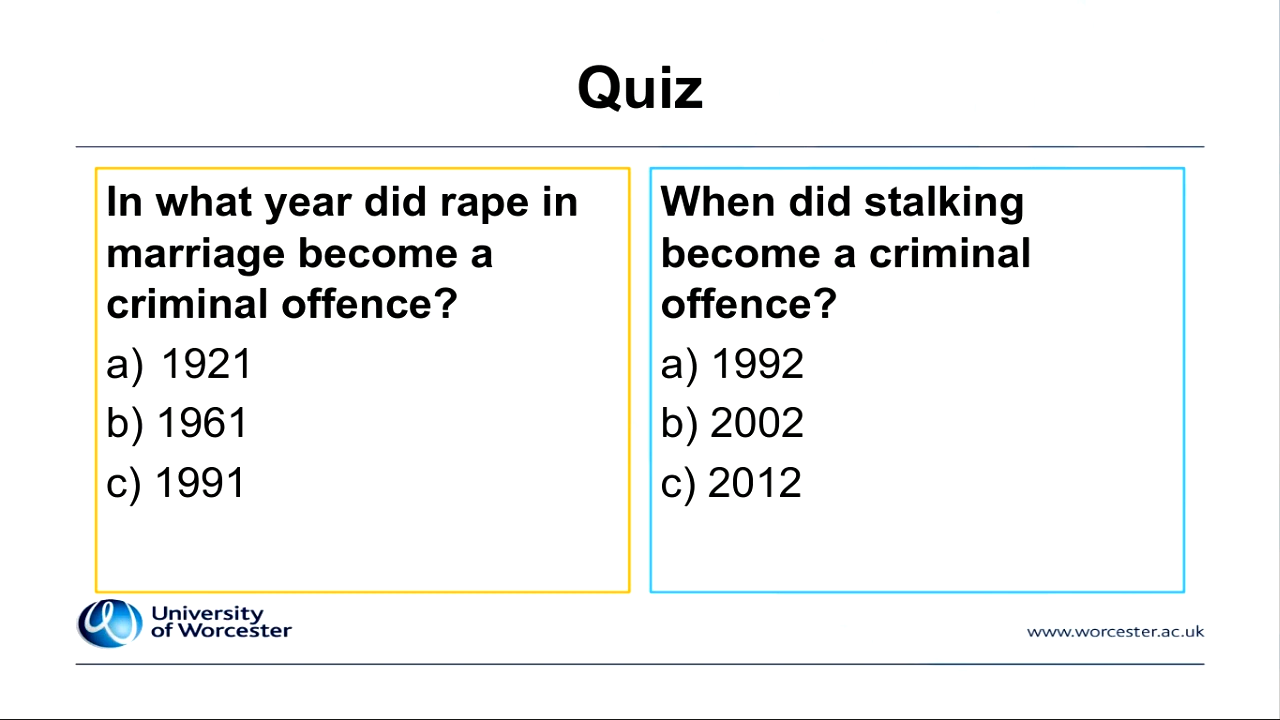 Quiz
In what year did rape in
marriage become a
criminal offence?
a) 1921
b) 1961
c) 1991
When did stalking
become a criminal
offence?
a) 1992
b) 2002
c) 2012
University
of Worcester
www.worcester.ac.uk